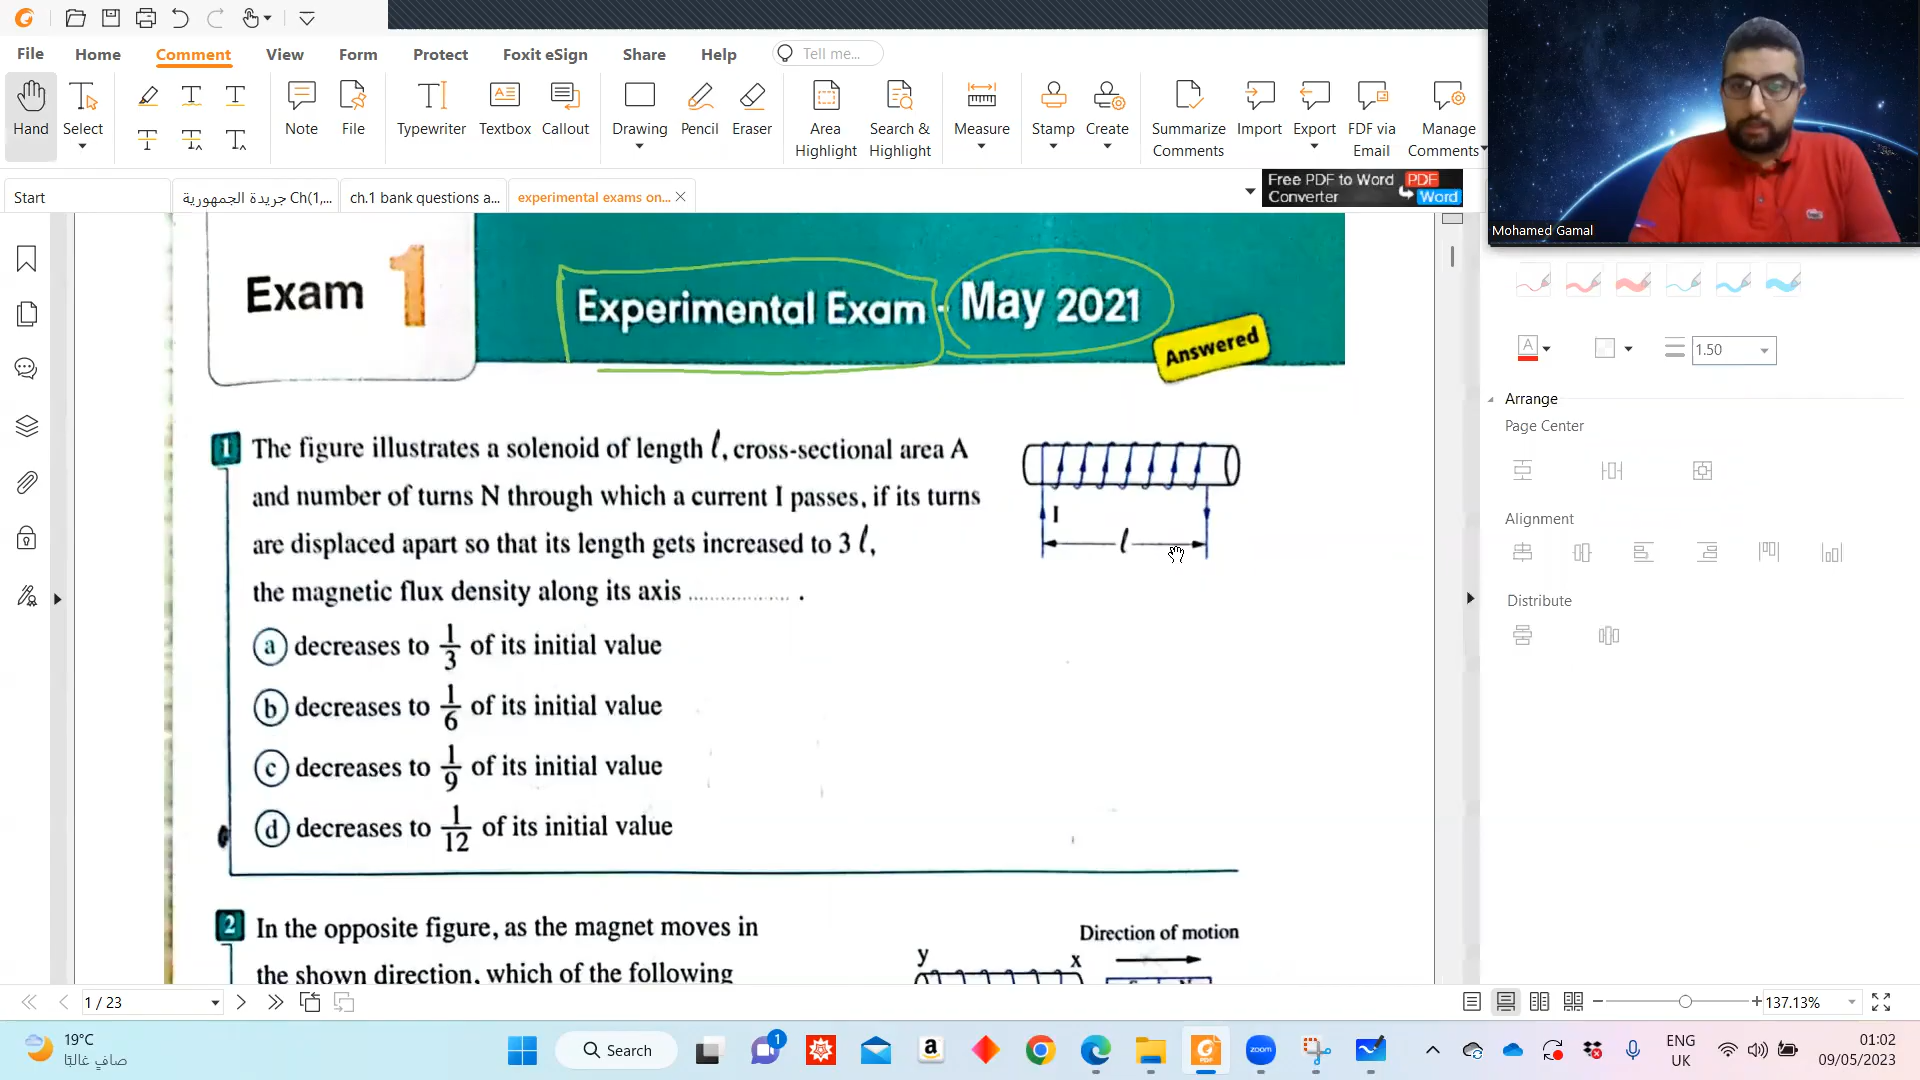 File
Home
Comment
View
Form
Protect
Foxit eSign
Share
Help
Tell me...
Hand
Select
Note
File
Typewriter
Textbox
Callout
Drawing
Pencil
Eraser
Area
Highlight
Search &
Highlight
Measure
Stamp
Create
Summarize
Comments
Import
Export
FDF via
Email
Manage
Comments
Start
جريدة الجمهورية Ch(1,...
ch.1 bank questions a...
experimental exams on...
Free PDF to Word
Converter
PDF
Word
Mohamed Gamal
Exam 1
Experimental Exam - May 2021
Answered
1 The figure illustrates a solenoid of length ℓ, cross-sectional area A
and number of turns N through which a current I passes, if its turns
are displaced apart so that its length gets increased to 3 ℓ,
the magnetic flux density along its axis ................. .
I
ℓ
a decreases to 1/3 of its initial value
b decreases to 1/6 of its initial value
c decreases to 1/9 of its initial value
d decreases to 1/12 of its initial value
2 In the opposite figure, as the magnet moves in
the shown direction, which of the following
Direction of motion
y
x
1.50
Arrange
Page Center
Alignment
Distribute
1 / 23
137.13%
19°C
صافٍ غالبًا
Search
1
a
zoom
ENG
UK
01:02
09/05/2023